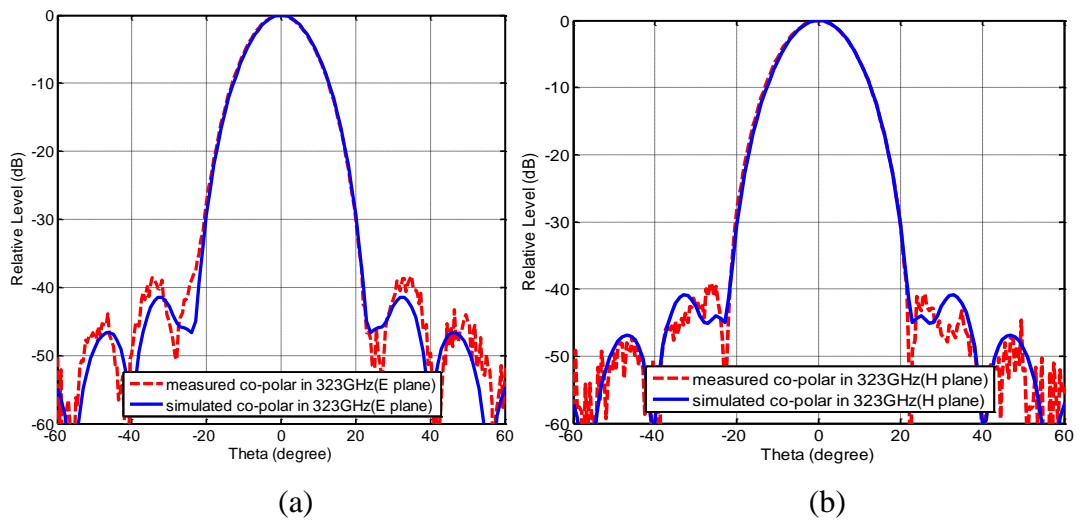 0
-10
-20
-30
-40
-50
-60
Relative Level (dB)
-60 -40 -20 0 20 40 60
Theta (degree)
measured co-polar in 323GHz(E plane)
simulated co-polar in 323GHz(E plane)
(a)
0
-10
-20
-30
-40
-50
-60
Relative Level (dB)
-60 -40 -20 0 20 40 60
Theta (degree)
measured co-polar in 323GHz(H plane)
simulated co-polar in 323GHz(H plane)
(b)